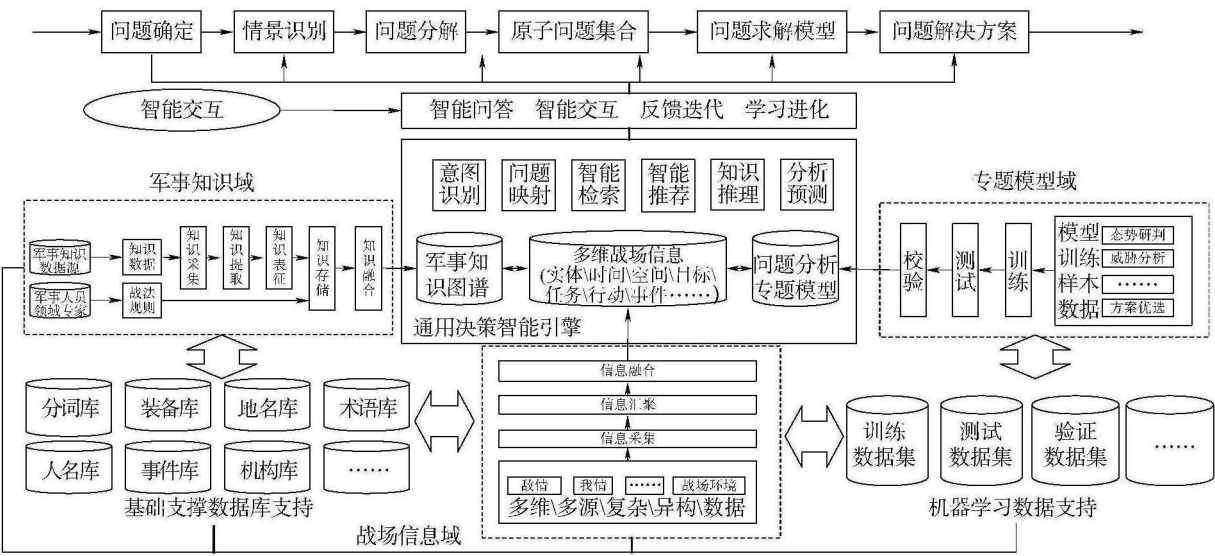 问题确定 情景识别 问题分解 原子问题集合 问题求解模型 问题解决方案
智能交互
智能问答 智能交互 反馈迭代 学习进化
意图识别
问题映射
智能检索
智能推荐
知识推理
分析预测
军事知识域
军事知识数据源
知识数据
知识采集
知识提取
知识表征
知识存储
知识融合
军事人员领域专家
战法规则
军事知识图谱
多维战场信息
(实体\时间\空间\目标\
任务\行动\事件……)
问题分析
专题模型
通用决策智能引擎
专题模型域
校验
测试
训练
模型
训练
样本
数据
态势研判
威胁分析
……
方案优选
分词库 装备库 地名库 术语库
人名库 事件库 机构库 ……
基础支撑数据库支持
信息融合
信息汇聚
信息采集
敌情 我情 …… 战场环境
多维\多源\复杂\异构\数据
战场信息域
训练数据集
测试数据集
验证数据集
……
机器学习数据支持